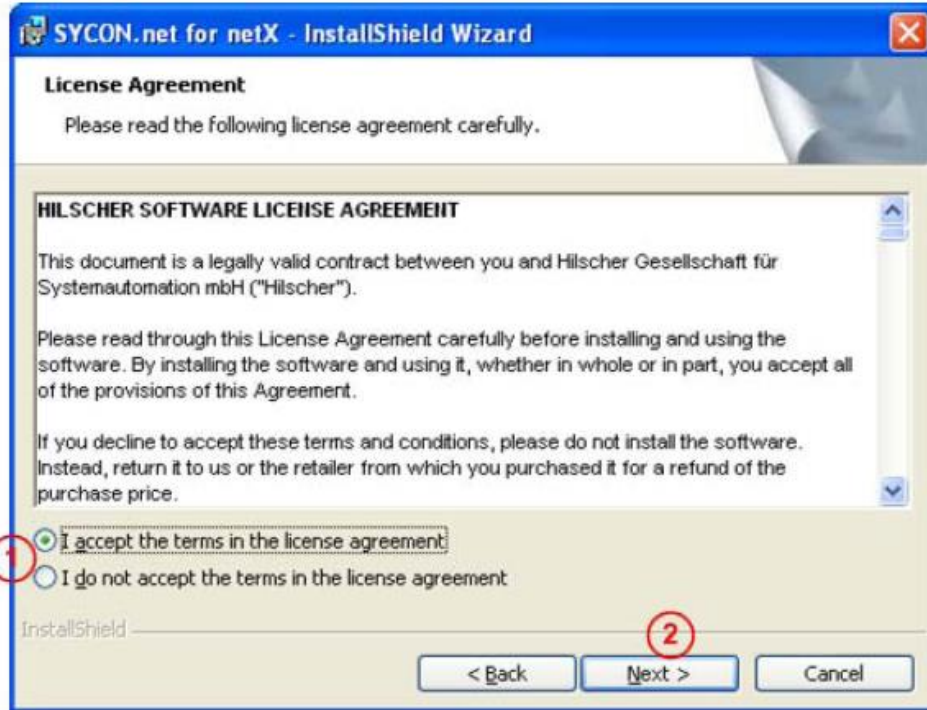 SYCON.net for netX - InstallShield Wizard
License Agreement
Please read the following license agreement carefully.
HILSCHER SOFTWARE LICENSE AGREEMENT
This document is a legally valid contract between you and Hilscher Gesellschaft für
Systemautomation mbH ("Hilscher").
Please read through this License Agreement carefully before installing and using the
software. By installing the software and using it, whether in whole or in part, you accept all
of the provisions of this Agreement.
If you decline to accept these terms and conditions, please do not install the software.
Instead, return it to us or the retailer from which you purchased it for a refund of the
purchase price.
1
I accept the terms in the license agreement
I do not accept the terms in the license agreement
InstallShield
2
< Back Next > Cancel